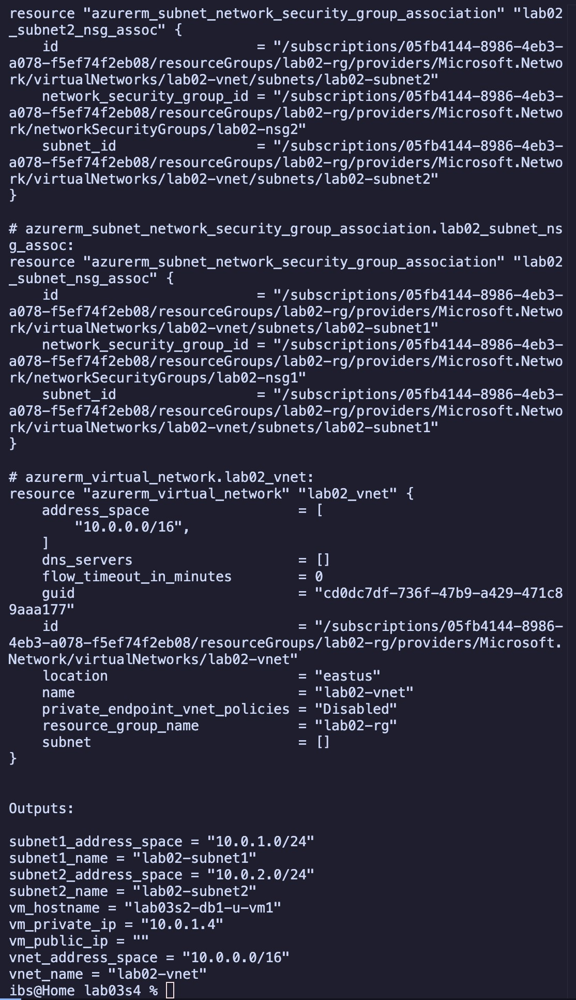 resource "azurerm_subnet_network_security_group_association" "lab02
_subnet2_nsg_assoc" {
    id                        = "/subscriptions/05fb4144-8986-4eb3-
a078-f5ef74f2eb08/resourceGroups/lab02-rg/providers/Microsoft.Netwo
rk/virtualNetworks/lab02-vnet/subnets/lab02-subnet2"
    network_security_group_id = "/subscriptions/05fb4144-8986-4eb3-
a078-f5ef74f2eb08/resourceGroups/lab02-rg/providers/Microsoft.Netwo
rk/networkSecurityGroups/lab02-nsg2"
    subnet_id                 = "/subscriptions/05fb4144-8986-4eb3-
a078-f5ef74f2eb08/resourceGroups/lab02-rg/providers/Microsoft.Netwo
rk/virtualNetworks/lab02-vnet/subnets/lab02-subnet2"
}

# azurerm_subnet_network_security_group_association.lab02_subnet_ns
g_assoc:
resource "azurerm_subnet_network_security_group_association" "lab02
_subnet_nsg_assoc" {
    id                        = "/subscriptions/05fb4144-8986-4eb3-
a078-f5ef74f2eb08/resourceGroups/lab02-rg/providers/Microsoft.Netwo
rk/virtualNetworks/lab02-vnet/subnets/lab02-subnet1"
    network_security_group_id = "/subscriptions/05fb4144-8986-4eb3-
a078-f5ef74f2eb08/resourceGroups/lab02-rg/providers/Microsoft.Netwo
rk/networkSecurityGroups/lab02-nsg1"
    subnet_id                 = "/subscriptions/05fb4144-8986-4eb3-
a078-f5ef74f2eb08/resourceGroups/lab02-rg/providers/Microsoft.Netwo
rk/virtualNetworks/lab02-vnet/subnets/lab02-subnet1"
}

# azurerm_virtual_network.lab02_vnet:
resource "azurerm_virtual_network" "lab02_vnet" {
    address_space                  = [
        "10.0.0.0/16",
    ]
    dns_servers                    = []
    flow_timeout_in_minutes        = 0
    guid                           = "cd0dc7df-736f-47b9-a429-471c8
9aaa177"
    id                             = "/subscriptions/05fb4144-8986-
4eb3-a078-f5ef74f2eb08/resourceGroups/lab02-rg/providers/Microsoft.
Network/virtualNetworks/lab02-vnet"
    location                       = "eastus"
    name                           = "lab02-vnet"
    private_endpoint_vnet_policies = "Disabled"
    resource_group_name            = "lab02-rg"
    subnet                         = []
}


Outputs:

subnet1_address_space = "10.0.1.0/24"
subnet1_name = "lab02-subnet1"
subnet2_address_space = "10.0.2.0/24"
subnet2_name = "lab02-subnet2"
vm_hostname = "lab03s2-db1-u-vm1"
vm_private_ip = "10.0.1.4"
vm_public_ip = ""
vnet_address_space = "10.0.0.0/16"
vnet_name = "lab02-vnet"
ibs@Home lab03s4 %